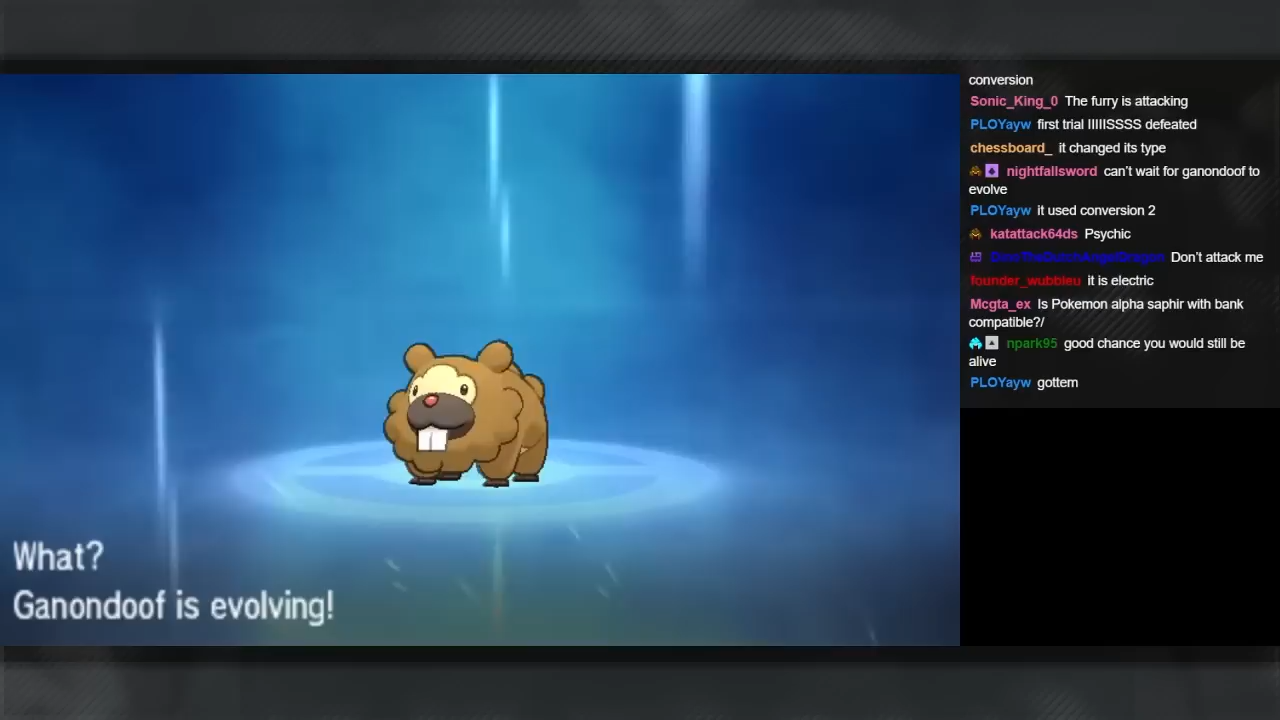 What?
Ganondoof is evolving!
conversion
Sonic_King_0 The furry is attacking
PLOYayw first trial IIIIISSSS defeated
chessboard_ it changed its type
nightfallsword can't wait for ganondoof to
evolve
PLOYayw it used conversion 2
katattack64ds Psychic
Don't attack me
founder_wubbleu it is electric
Mcgta_ex Is Pokemon alpha saphir with bank
compatible?/
npark95 good chance you would still be
alive
PLOYayw gottem